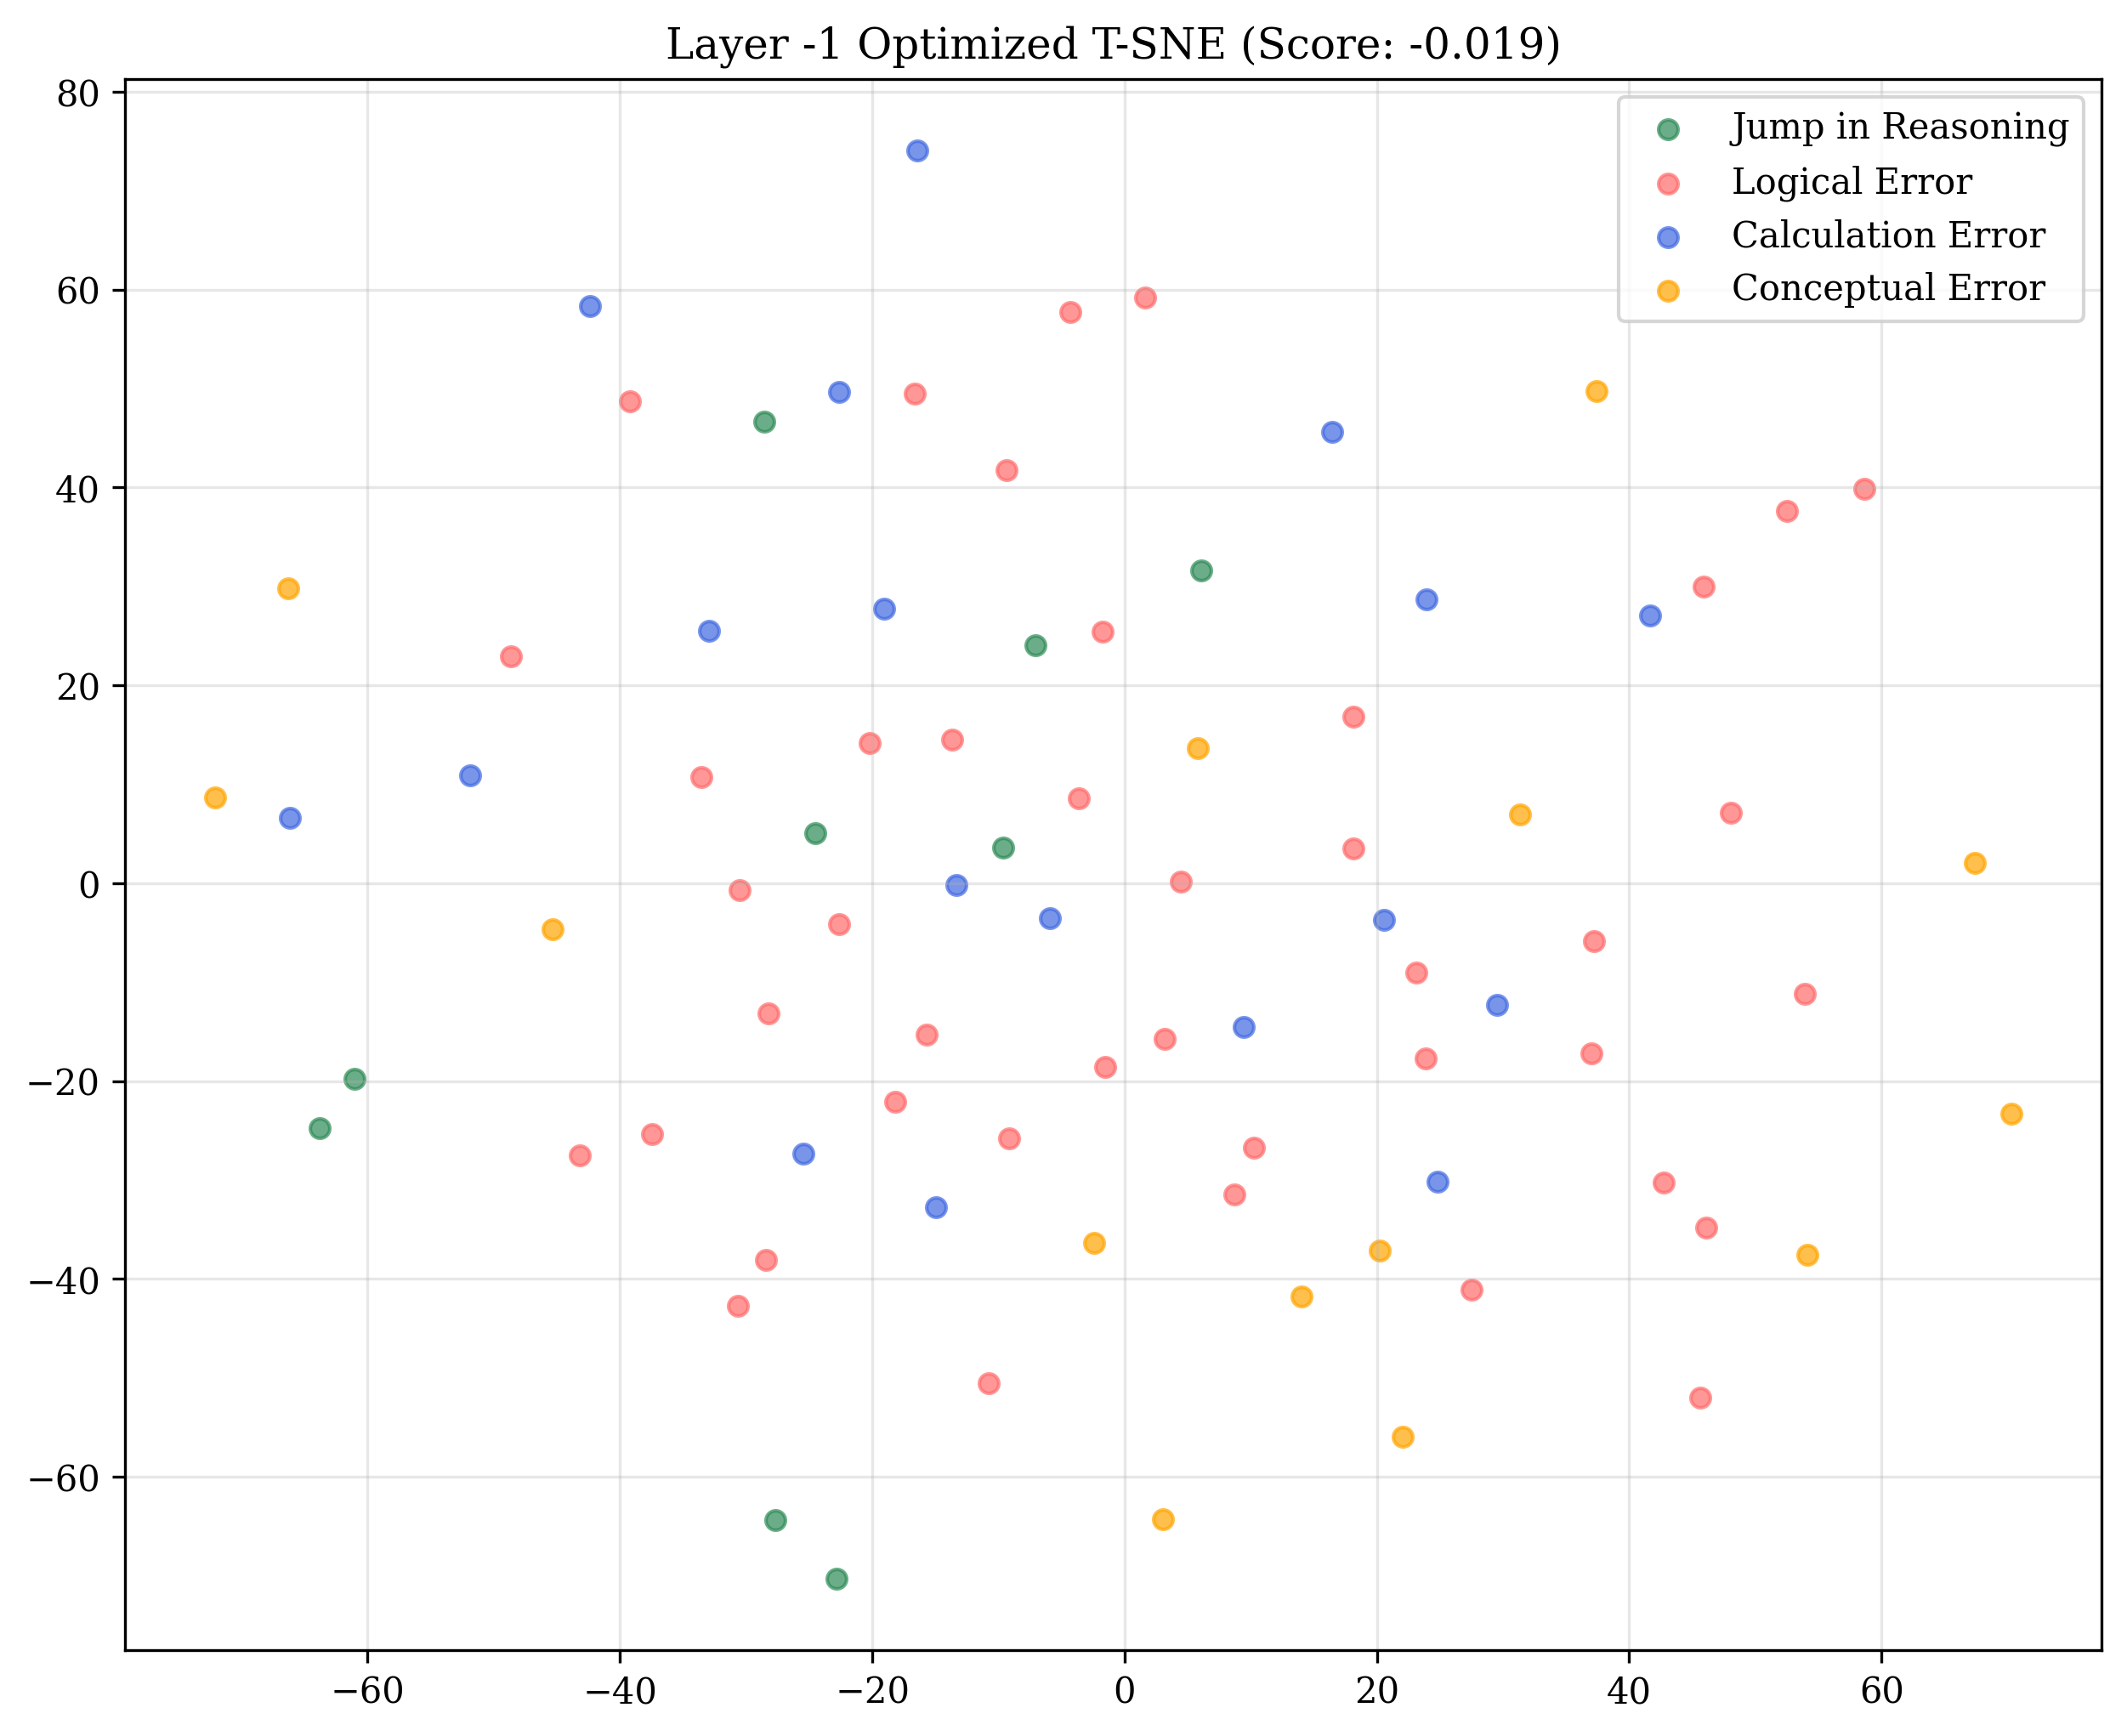 Layer -1 Optimized T-SNE (Score: -0.019)
Jump in Reasoning
Logical Error
Calculation Error
Conceptual Error
80
60
40
20
0
−20
−40
−60
−60 −40 −20 0 20 40 60